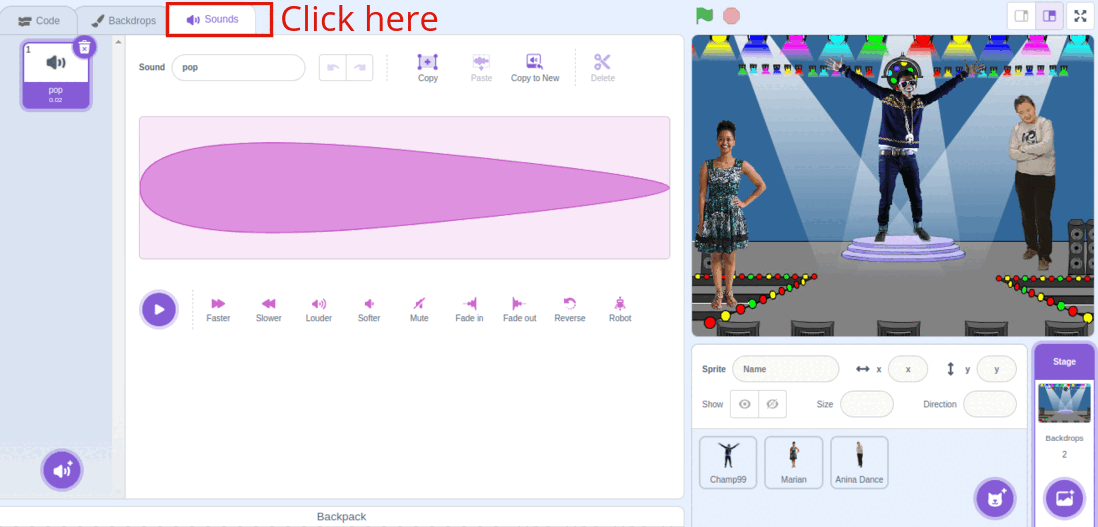 Code
Backdrops
Sounds
Click here
1
pop
0.02
Sound
pop
Copy
Paste
Copy to New
Delete
Faster
Slower
Louder
Softer
Mute
Fade in
Fade out
Reverse
Robot
Backpack
Sprite
Name
x
x
y
y
Show
Size
Direction
Champ99
Marian
Anina Dance
Stage
Backdrops
2